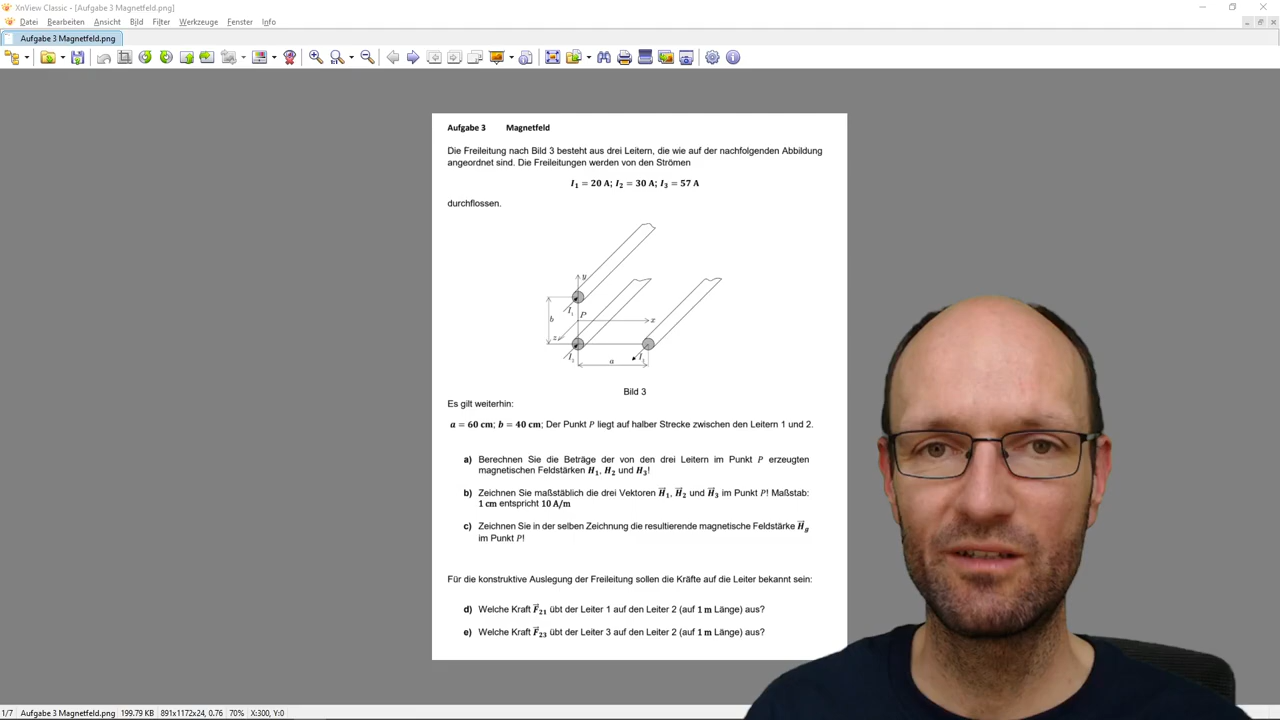 XnView Classic - [Aufgabe 3 Magnetfeld.png]
Datei Bearbeiten Ansicht Bild Filter Werkzeuge Fenster Info
Aufgabe 3 Magnetfeld.png
Aufgabe 3 Magnetfeld
Die Freileitung nach Bild 3 besteht aus drei Leitern, die wie auf der nachfolgenden Abbildung
angeordnet sind. Die Freileitungen werden von den Strömen
I₁ = 20 A; I₂ = 30 A; I₃ = 57 A
durchflossen.
y
I₁
P
b
x
z
I₂
I₃
a
Bild 3
Es gilt weiterhin:
a = 60 cm; b = 40 cm; Der Punkt P liegt auf halber Strecke zwischen den Leitern 1 und 2.
a) Berechnen Sie die Beträge der von den drei Leitern im Punkt P erzeugten
magnetischen Feldstärken H₁, H₂ und H₃!
b) Zeichnen Sie maßstäblich die drei Vektoren H⃗₁, H⃗₂ und H⃗₃ im Punkt P! Maßstab:
1 cm entspricht 10 A/m
c) Zeichnen Sie in der selben Zeichnung die resultierende magnetische Feldstärke H⃗g
im Punkt P!
Für die konstruktive Auslegung der Freileitung sollen die Kräfte auf die Leiter bekannt sein:
d) Welche Kraft F⃗₂₁ übt der Leiter 1 auf den Leiter 2 (auf 1 m Länge) aus?
e) Welche Kraft F⃗₂₃ übt der Leiter 3 auf den Leiter 2 (auf 1 m Länge) aus?
1/7 Aufgabe 3 Magnetfeld.png 199.79 KB 891x1172x24, 0.76 70% X:300, Y:0